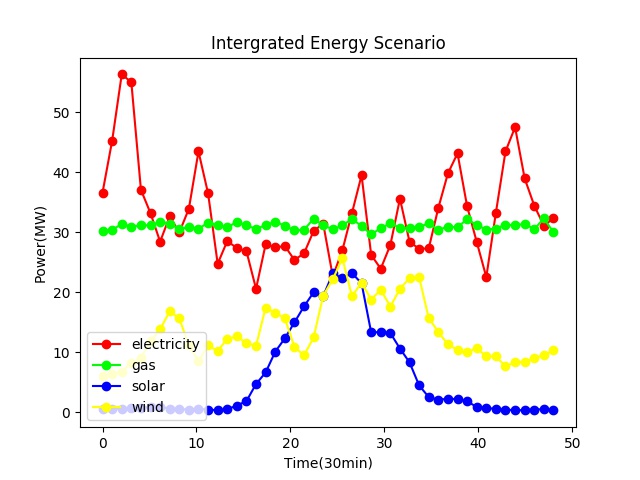 Intergrated Energy Scenario
Power(MW)
50
40
30
20
10
0
electricity
gas
solar
wind
0 10 20 30 40 50
Time(30min)